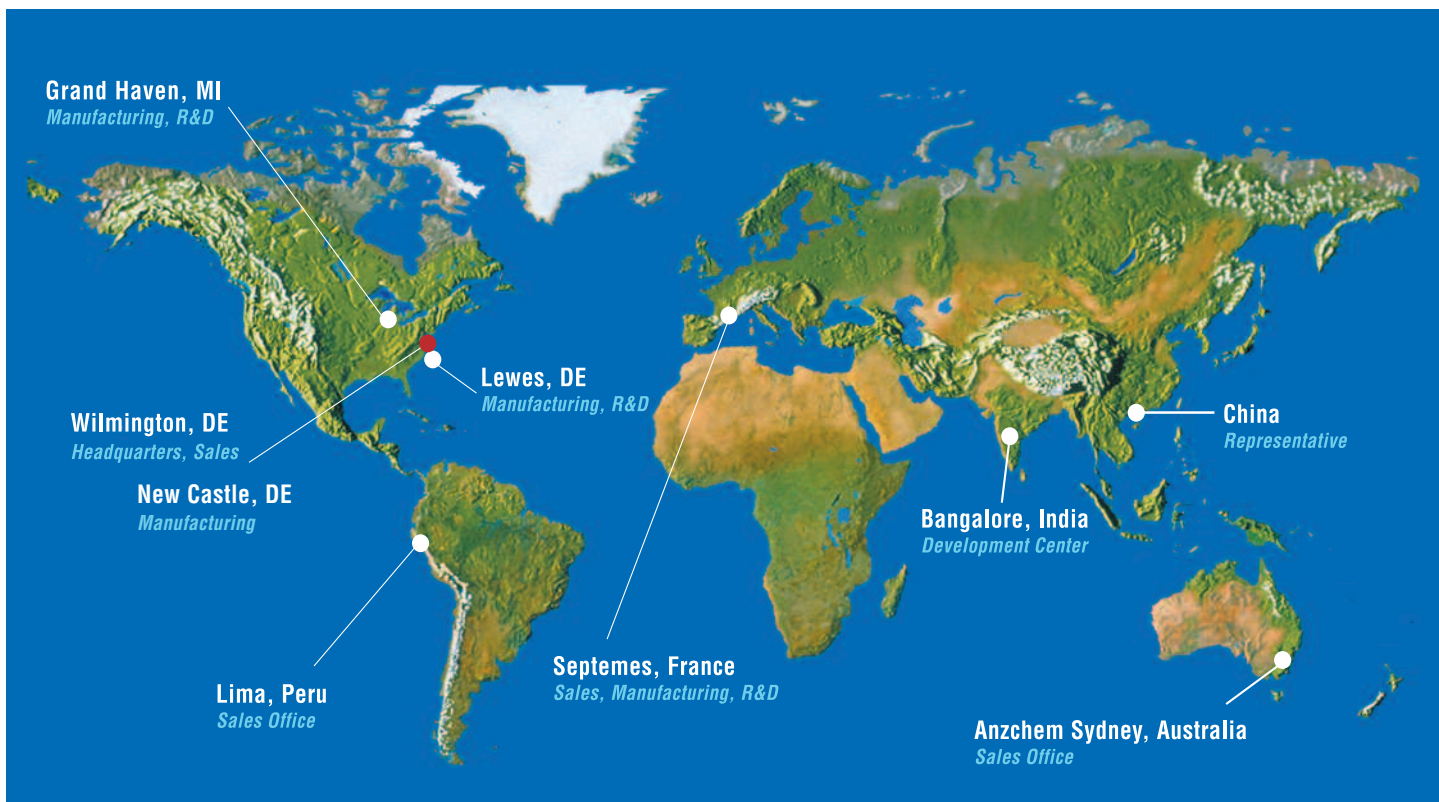 Grand Haven, MI
Manufacturing, R&D
Lewes, DE
Manufacturing, R&D
Wilmington, DE
Headquarters, Sales
New Castle, DE
Manufacturing
China
Representative
Bangalore, India
Development Center
Lima, Peru
Sales Office
Septemes, France
Sales, Manufacturing, R&D
Anzchem Sydney, Australia
Sales Office